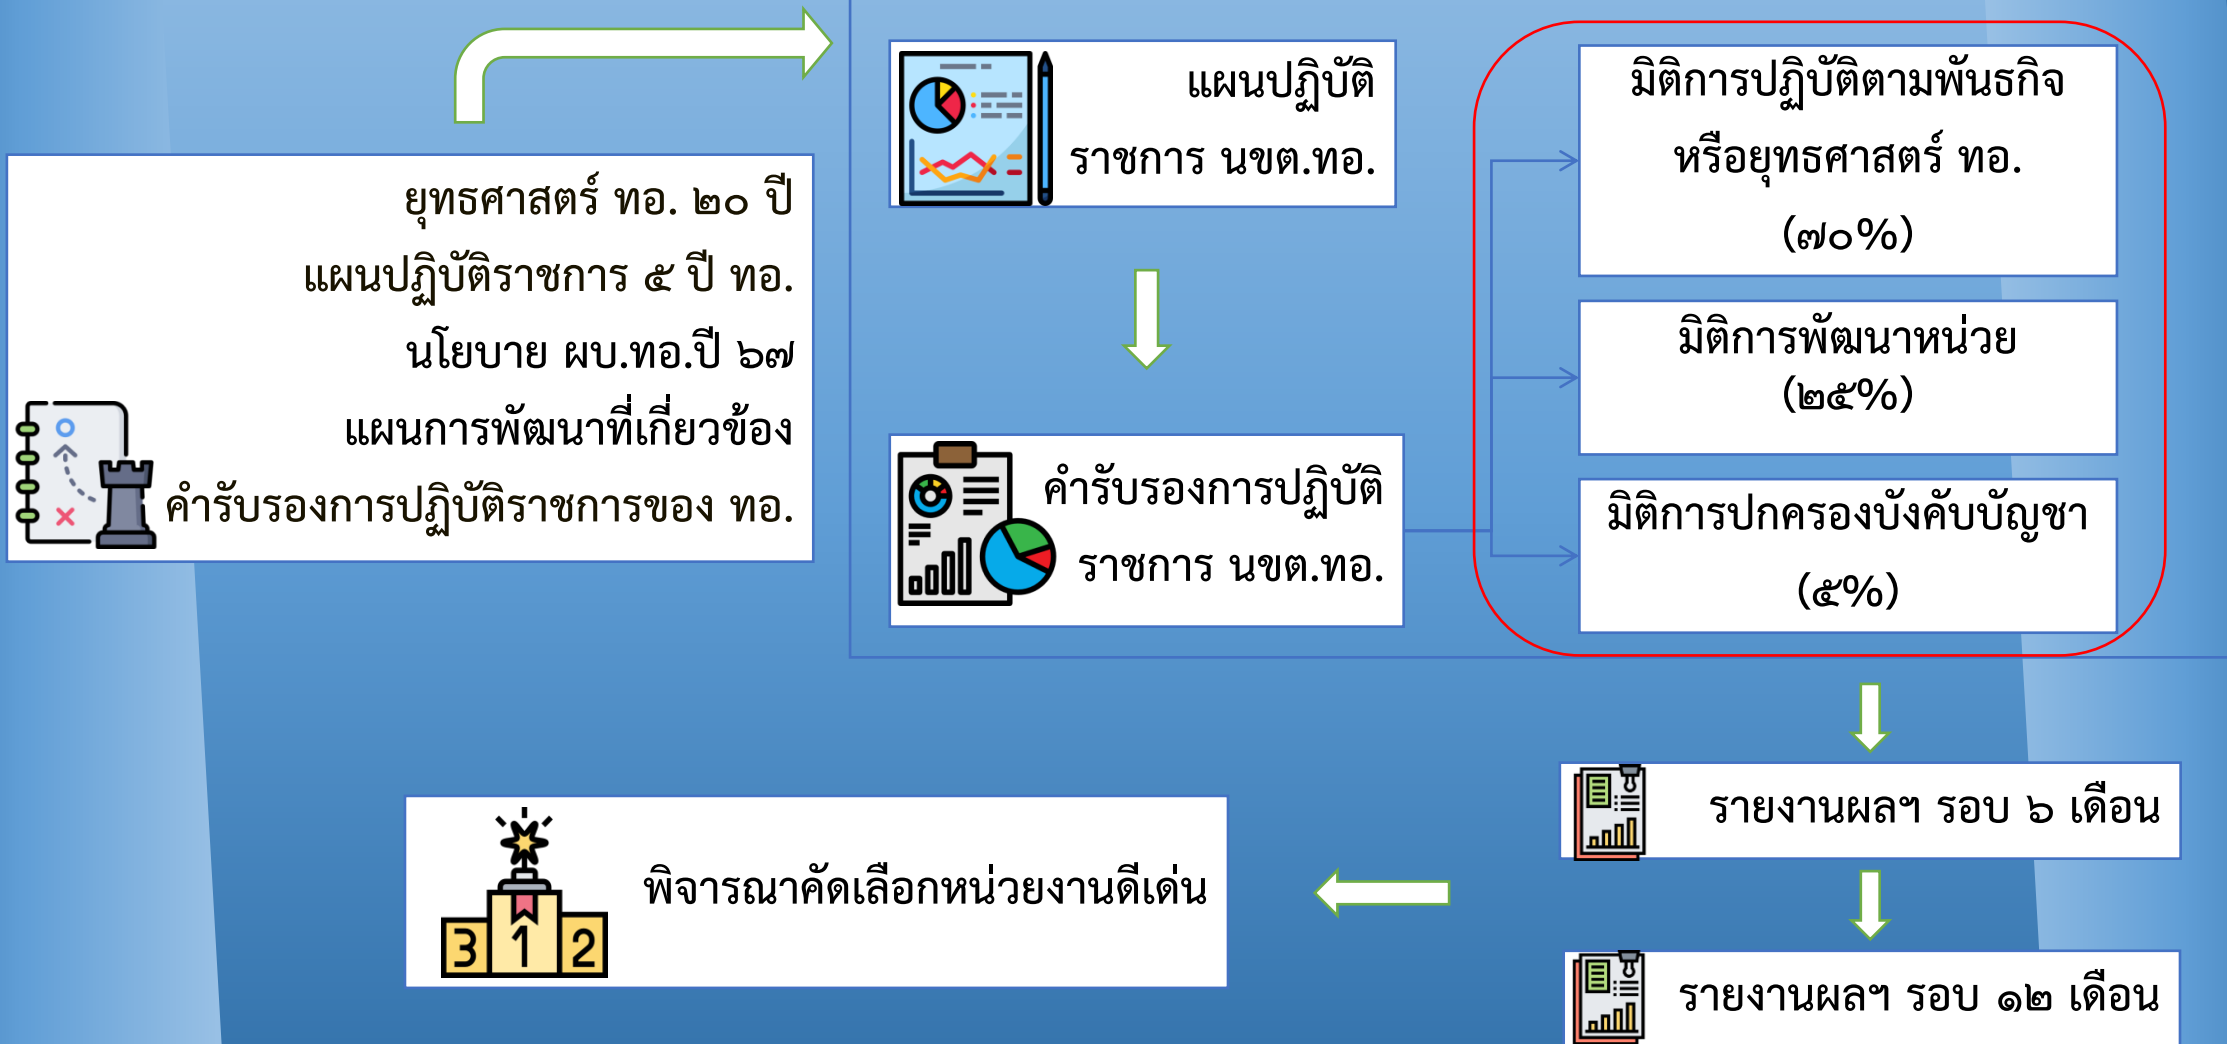 ยุทธศาสตร์ ทอ. ๒๐ ปี
แผนปฏิบัติราชการ ๕ ปี ทอ.
นโยบาย ผบ.ทอ.ปี ๖๗
แผนการพัฒนาที่เกี่ยวข้อง
คำรับรองการปฏิบัติราชการของ ทอ.
แผนปฏิบัติ
ราชการ นขต.ทอ.
คำรับรองการปฏิบัติ
ราชการ นขต.ทอ.
มิติการปฏิบัติตามพันธกิจ
หรือยุทธศาสตร์ ทอ.
(๗๐%)
มิติการพัฒนาหน่วย
(๒๕%)
มิติการปกครองบังคับบัญชา
(๕%)
รายงานผลฯ รอบ ๖ เดือน
รายงานผลฯ รอบ ๑๒ เดือน
พิจารณาคัดเลือกหน่วยงานดีเด่น
3 1 2